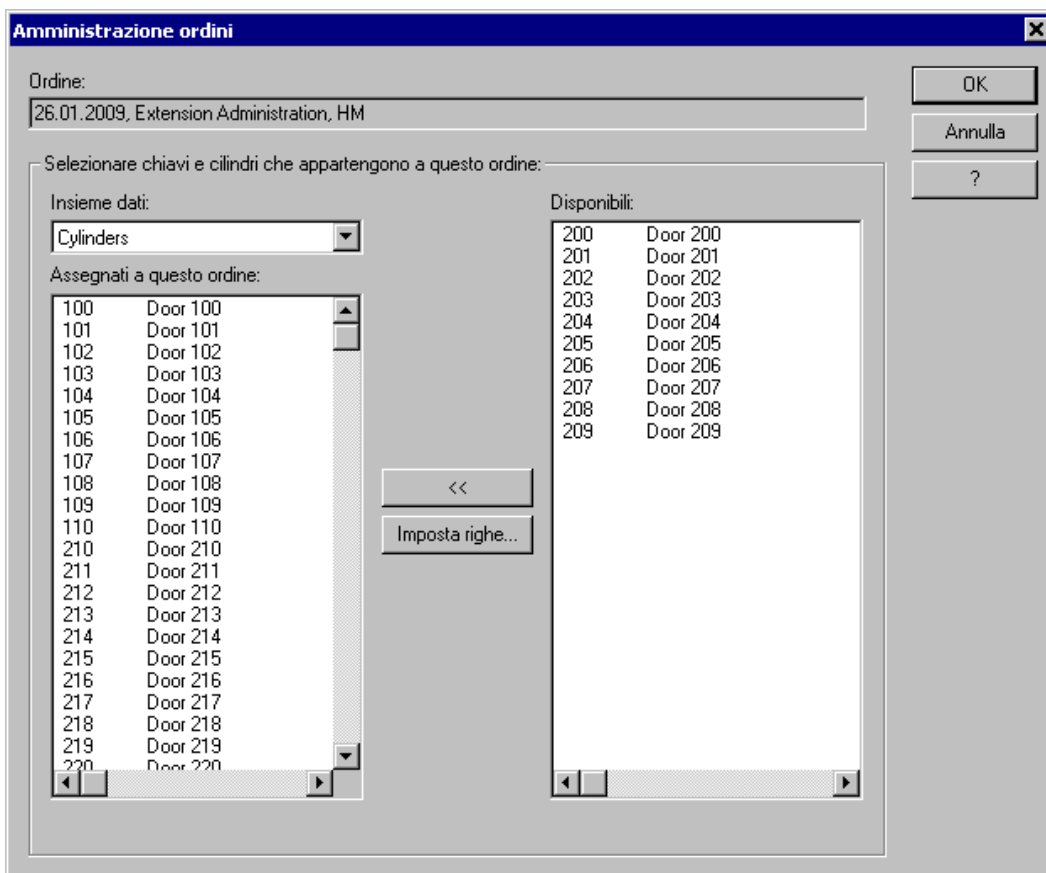 Amministrazione ordini
Ordine:
26.01.2009, Extension Administration, HM
OK
Annulla
?
Selezionare chiavi e cilindri che appartengono a questo ordine:
Insieme dati:
Cylinders
Assegnati a questo ordine:
100 Door 100
101 Door 101
102 Door 102
103 Door 103
104 Door 104
105 Door 105
106 Door 106
107 Door 107
108 Door 108
109 Door 109
110 Door 110
210 Door 210
211 Door 211
212 Door 212
213 Door 213
214 Door 214
215 Door 215
216 Door 216
217 Door 217
218 Door 218
219 Door 219
220 Door 220
<<
Imposta righe...
Disponibili:
200 Door 200
201 Door 201
202 Door 202
203 Door 203
204 Door 204
205 Door 205
206 Door 206
207 Door 207
208 Door 208
209 Door 209